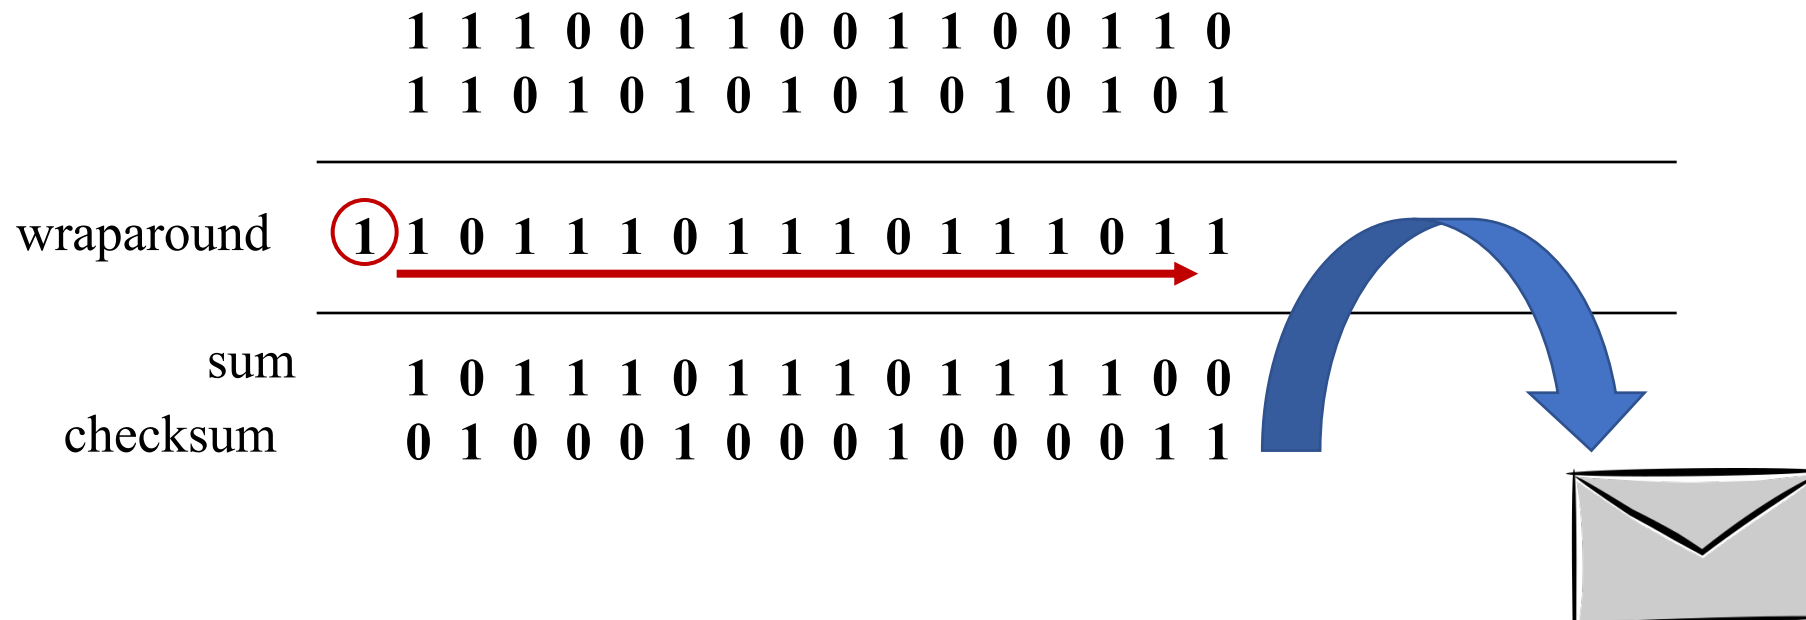 1 1 1 0 0 1 1 0 0 1 1 0 0 1 1 0
1 1 0 1 0 1 0 1 0 1 0 1 0 1 0 1
wraparound 1 1 0 1 1 1 0 1 1 1 0 1 1 1 0 1 1
sum 1 0 1 1 1 0 1 1 1 0 1 1 1 1 0 0
checksum 0 1 0 0 0 1 0 0 0 1 0 0 0 0 1 1